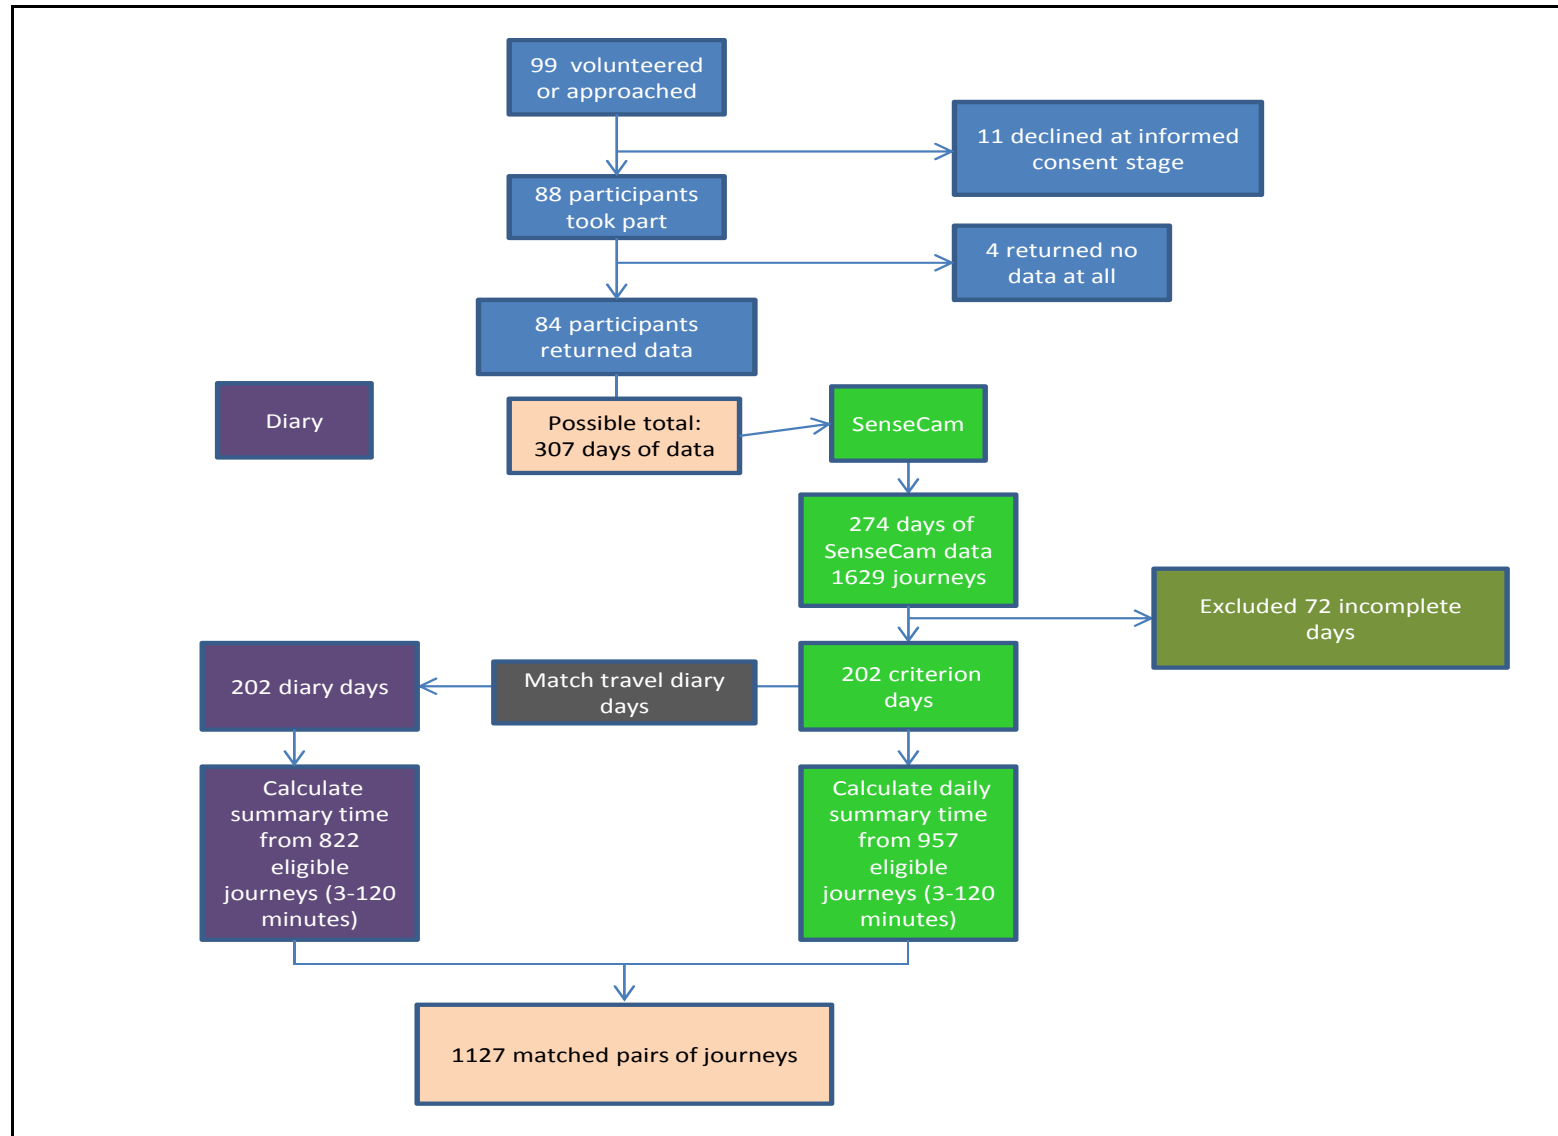 99 volunteered
or approached
11 declined at informed
consent stage
88 participants
took part
4 returned no
data at all
84 participants
returned data
Diary
Possible total:
307 days of data
SenseCam
274 days of
SenseCam data
1629 journeys
Excluded 72 incomplete
days
202 diary days
Match travel diary
days
202 criterion
days
Calculate
summary time
from 822
eligible
journeys (3-120
minutes)
Calculate daily
summary time
from 957
eligible
journeys (3-120
minutes)
1127 matched pairs of journeys